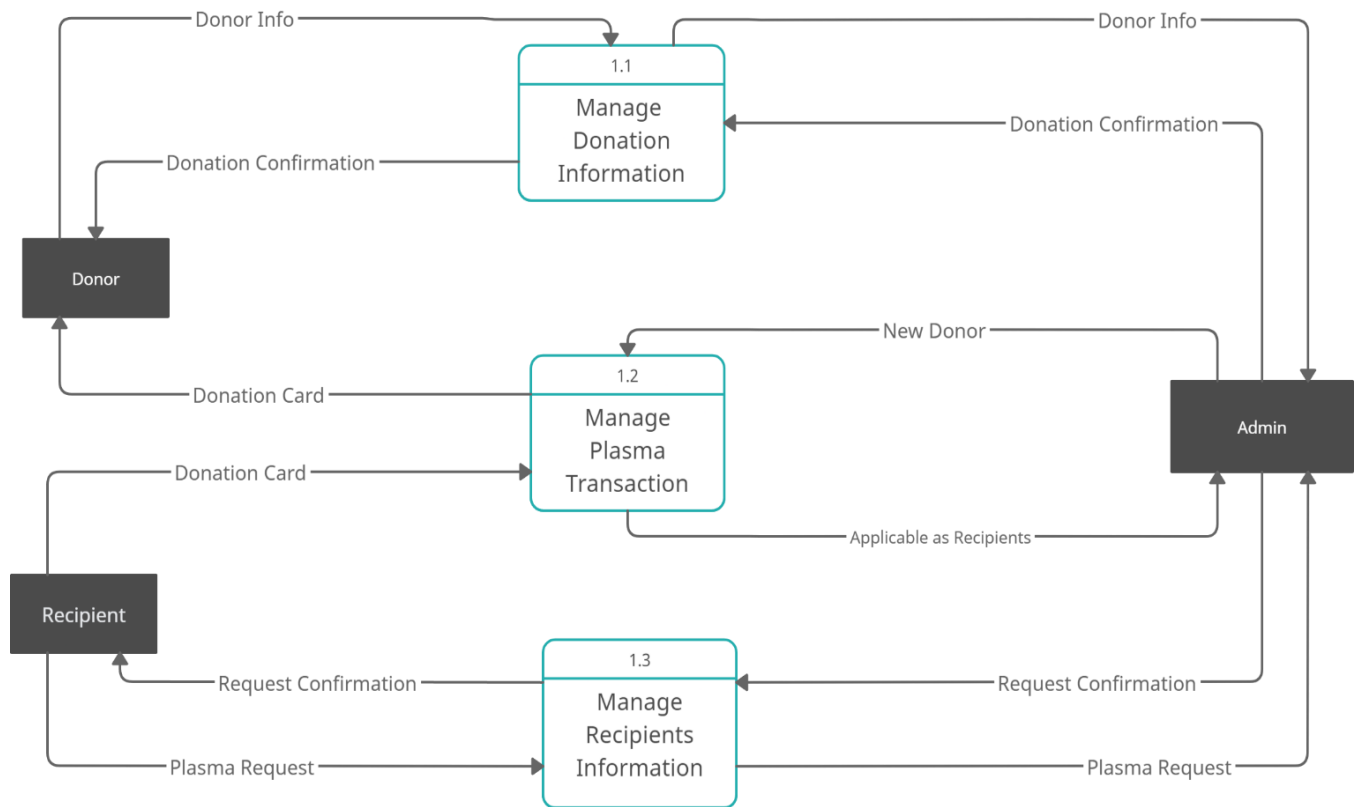 Donor Info
Donor Info
1.1
Manage
Donation
Information
Donation Confirmation
Donation Confirmation
Donor
New Donor
1.2
Manage
Plasma
Transaction
Donation Card
Admin
Donation Card
Applicable as Recipients
Recipient
1.3
Manage
Recipients
Information
Request Confirmation
Request Confirmation
Plasma Request
Plasma Request